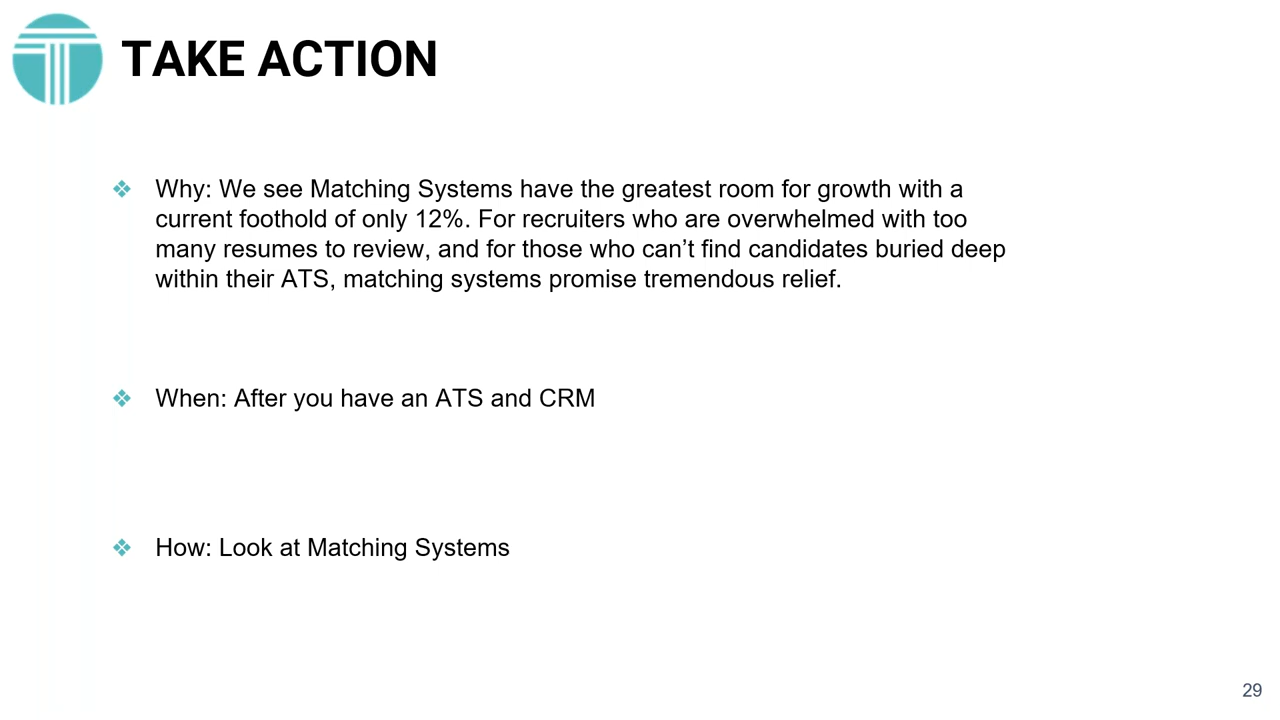 TAKE ACTION
❖ Why: We see Matching Systems have the greatest room for growth with a
current foothold of only 12%. For recruiters who are overwhelmed with too
many resumes to review, and for those who can’t find candidates buried deep
within their ATS, matching systems promise tremendous relief.
❖ When: After you have an ATS and CRM
❖ How: Look at Matching Systems
29